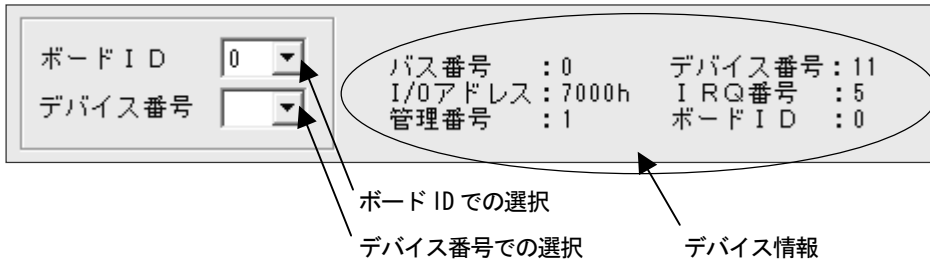 ボードＩＤ 0
デバイス番号
バス番号 :0 デバイス番号:11
I/Oアドレス:7000h ＩＲQ番号 :5
管理番号 :1 ボードＩＤ :0
ボード ID での選択
デバイス番号での選択 デバイス情報